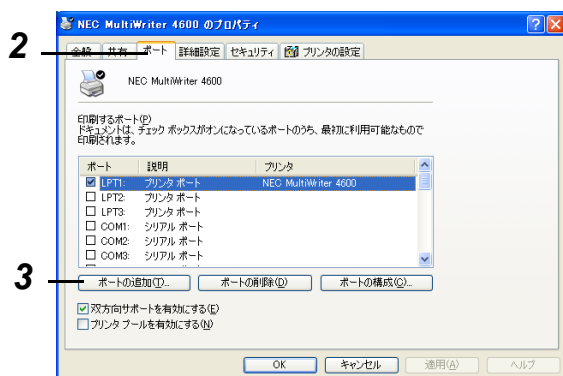 NEC MultiWriter 4600 のプロパティ
2
全般 共有 ポート 詳細設定 セキュリティ プリンタの設定
NEC MultiWriter 4600
印刷するポート(P)
ドキュメントは、チェック ボックスがオンになっているポートのうち、最初に利用可能なもので
印刷されます。
ポート 説明 プリンタ
LPT1: プリンタ ポート NEC MultiWriter 4600
LPT2: プリンタ ポート
LPT3: プリンタ ポート
COM1: シリアル ポート
COM2: シリアル ポート
COM3: シリアル ポート
3
ポートの追加(T)... ポートの削除(D) ポートの構成(C)...
双方向サポートを有効にする(E)
プリンタ プールを有効にする(N)
OK キャンセル 適用(A) ヘルプ